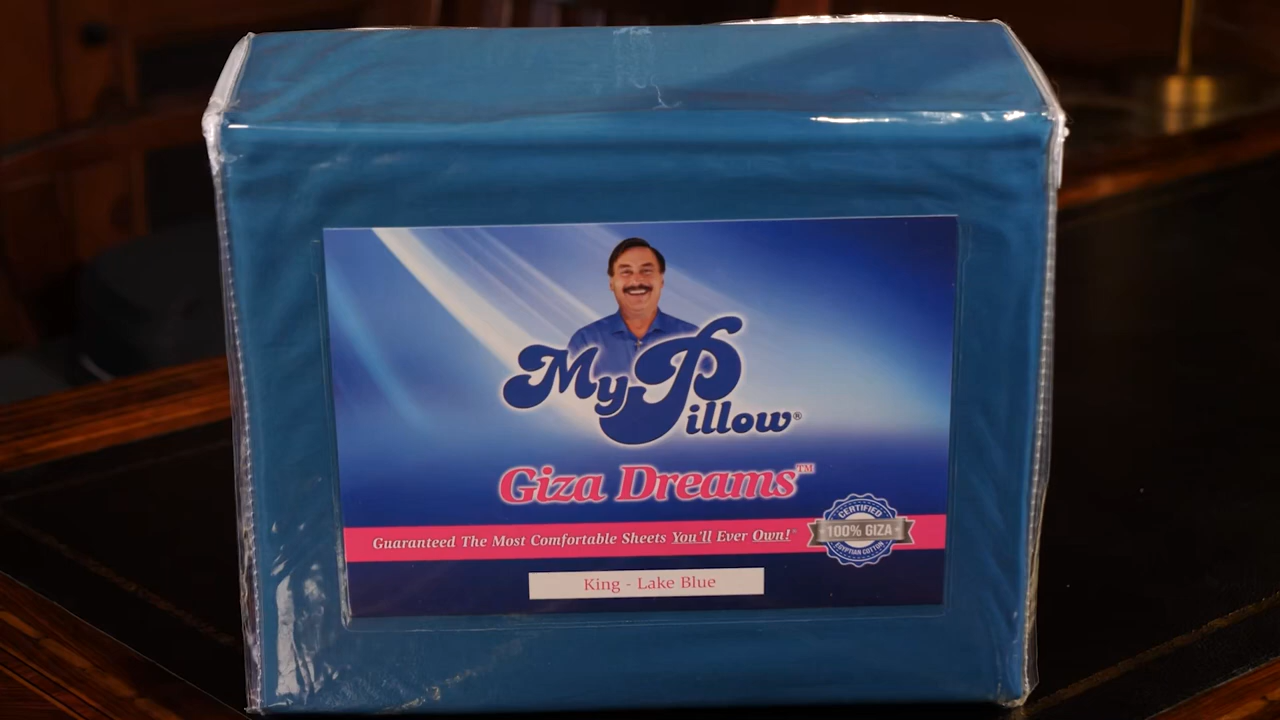 MyPillow®
Giza Dreams™
Guaranteed The Most Comfortable Sheets You'll Ever Own!®
CERTIFIED
100% GIZA
EGYPTIAN COTTON
King - Lake Blue